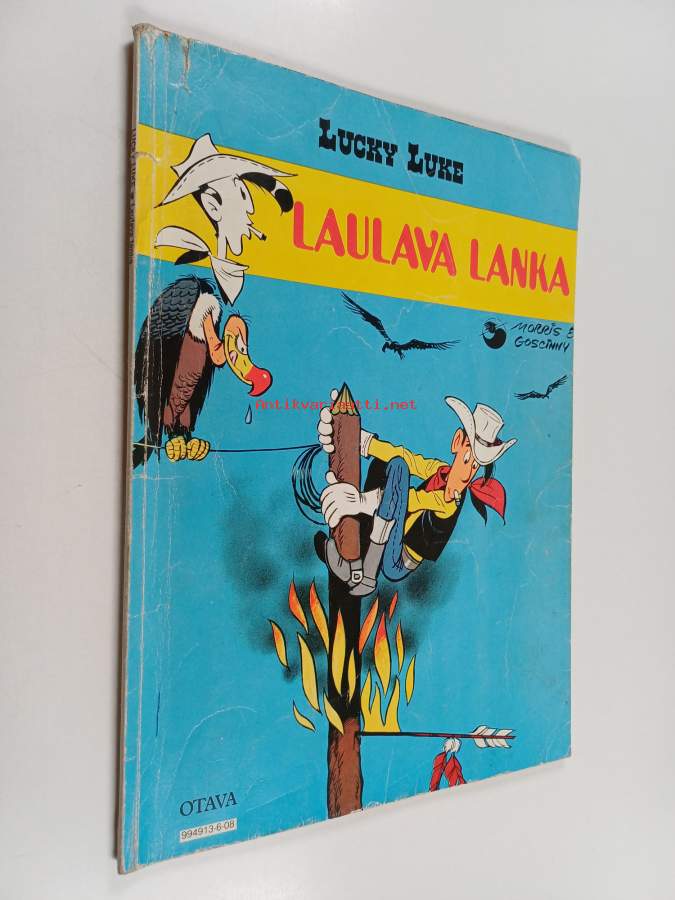 LUCKY LUKE
LAULAVA LANKA
MORRIS &
GOSCINNY
Antikvariaatti.net
OTAVA
994913-6-08